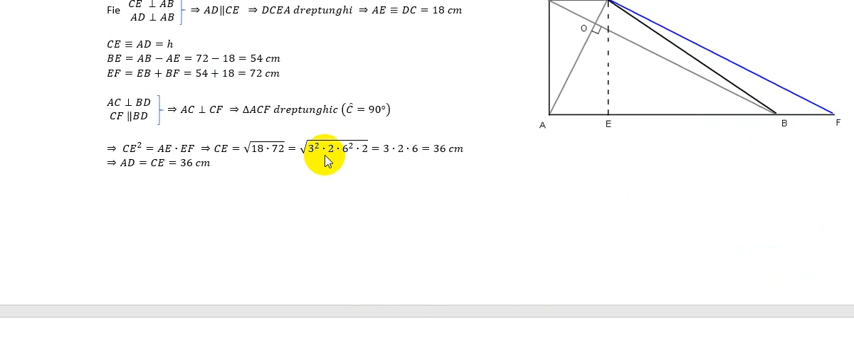 CE ⊥ AB
Fie AD ⊥ AB } ⇒ AD∥CE ⇒ DCEA dreptunghi ⇒ AE ≡ DC = 18 cm
CE ≡ AD = h
BE = AB − AE = 72 − 18 = 54 cm
EF = EB + BF = 54 + 18 = 72 cm
AC ⊥ BD
CF ∥BD } ⇒ AC ⊥ CF ⇒ ΔACF dreptunghic (Ĉ = 90°)
⇒ CE² = AE · EF ⇒ CE = √18 · 72 = √3² · 2 · 6² · 2 = 3 · 2 · 6 = 36 cm
⇒ AD = CE = 36 cm
O
A E B F